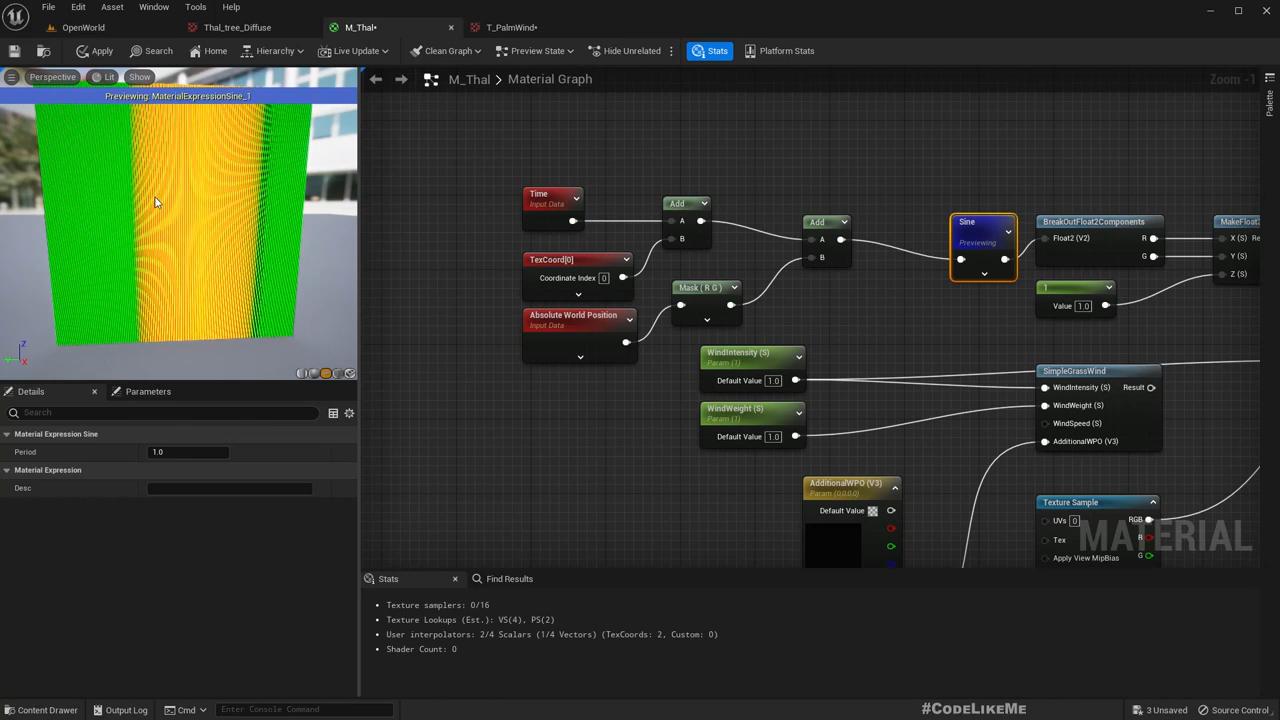 File Edit Asset Window Tools Help
OpenWorld Thal_tree_Diffuse M_Thal• T_PalmWind•
Apply Search Home Hierarchy Live Update Clean Graph Preview State Hide Unrelated Stats Platform Stats
Perspective Lit Show
Previewing: MaterialExpressionSine_1
M_Thal > Material Graph Zoom -1
Palette
Time
Input Data
Add
A
B
TexCoord[0]
Coordinate Index 0
Mask ( R G )
Absolute World Position
Input Data
Add
A
B
Sine
Previewing
BreakOutFloat2Components
Float2 (V2) R
G
1
Value 1.0
MakeFloat
X (S) Re
Y (S)
Z (S)
WindIntensity (S)
Param (1)
Default Value 1.0
WindWeight (S)
Param (1)
Default Value 1.0
SimpleGrassWind
WindIntensity (S) Result
WindWeight (S)
WindSpeed (S)
AdditionalWPO (V3)
AdditionalWPO (V3)
Param (0,0,0,0)
Default Value
Texture Sample
UVs 0 RGB
Tex R
Apply View MipBias G
MATERIAL
Z
X
Details Parameters
Search
Material Expression Sine
Period 1.0
Material Expression
Desc
Stats Find Results
• Texture samplers: 0/16
• Texture Lookups (Est.): VS(4), PS(2)
• User interpolators: 2/4 Scalars (1/4 Vectors) (TexCoords: 2, Custom: 0)
• Shader Count: 0
Content Drawer Output Log Cmd Enter Console Command #CodeLikeMe 3 Unsaved Source Control